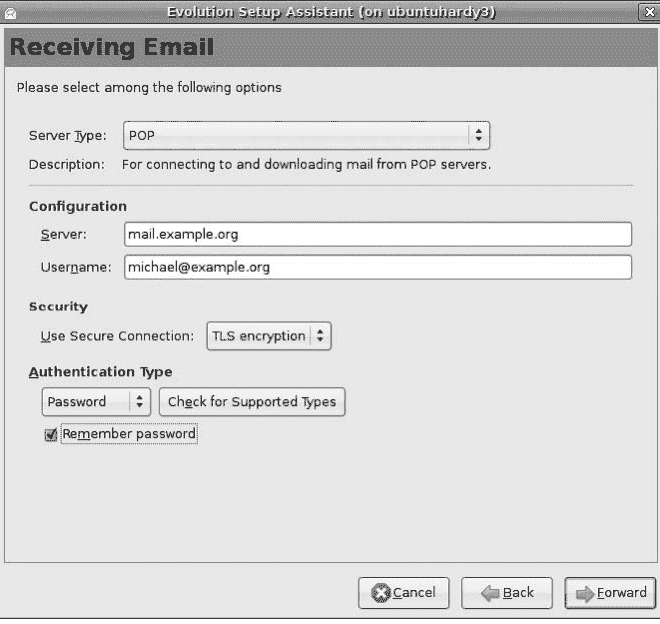 Evolution Setup Assistant (on ubuntuhardy3)
Receiving Email
Please select among the following options
Server Type: POP
Description: For connecting to and downloading mail from POP servers.
Configuration
Server: mail.example.org
Username: michael@example.org
Security
Use Secure Connection: TLS encryption
Authentication Type
Password Check for Supported Types
Remember password
Cancel Back Forward